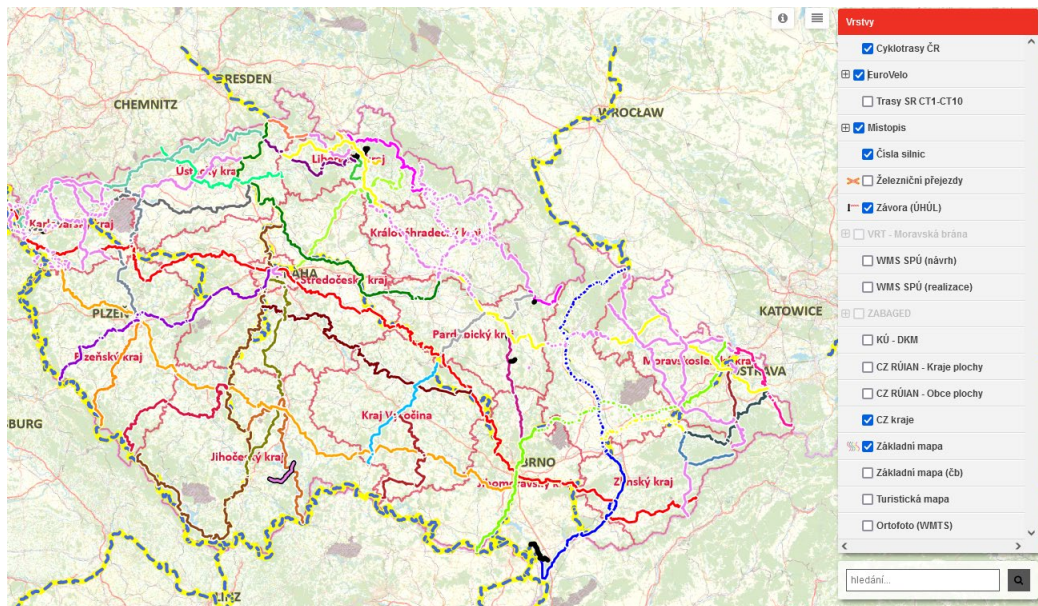 Vrstvy
Cyklotrasy ČR
EuroVelo
Trasy SR CT1-CT10
Místopis
Čísla silnic
Železniční přejezdy
Závora (ÚHÚL)
VRT - Moravská brána
WMS SPÚ (návrh)
WMS SPÚ (realizace)
ZABAGED
KÚ - DKM
CZ RÚIAN - Kraje plochy
CZ RÚIAN - Obce plochy
CZ kraje
Základní mapa
Základní mapa (čb)
Turistická mapa
Ortofoto (WMTS)
hledání...
DRESDEN
CHEMNITZ
WROCŁAW
Liberecký kraj
Ústecký kraj
Karlovarský kraj
Královéhradecký kraj
AHA
Středočeský kraj
KATOWICE
PLZEŇ
Pardubický kraj
Plzeňský kraj
Moravskoslezský kraj
OSTRAVA
SBURG
Kraj Vysočina
Jihočeský kraj
BRNO
Jihomoravský kraj
Zlínský kraj
LINZ